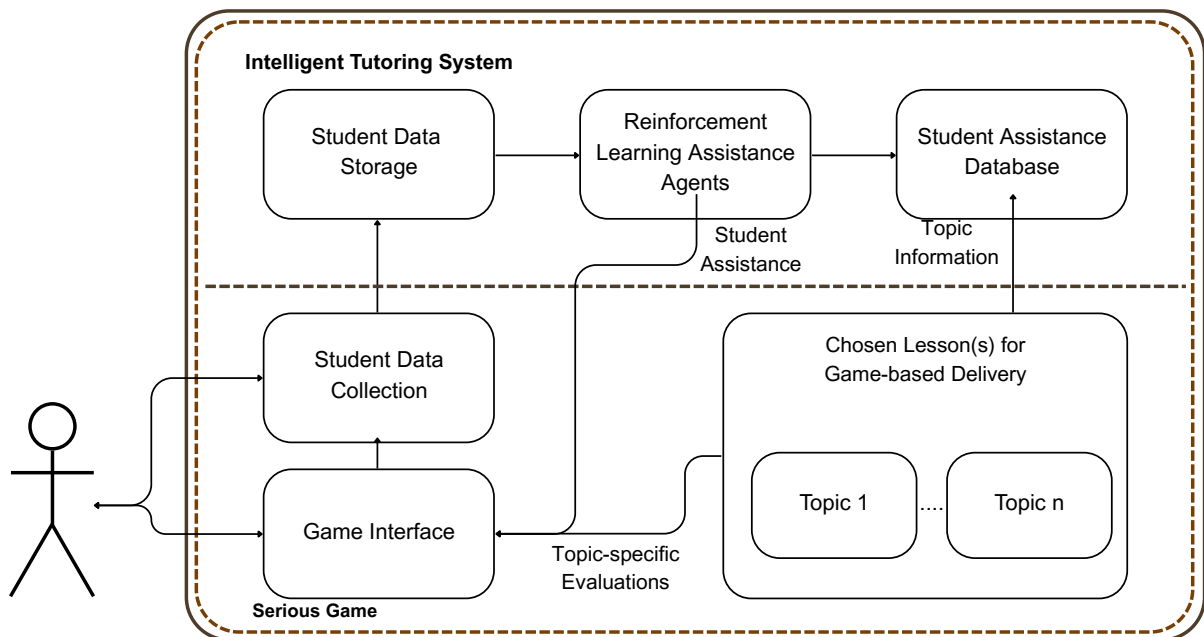 Intelligent Tutoring System
Student Data
Storage
Reinforcement
Learning Assistance
Agents
Student Assistance
Database
Student
Assistance
Topic
Information
Student Data
Collection
Chosen Lesson(s) for
Game-based Delivery
Game Interface
Topic 1
....
Topic n
Topic-specific
Evaluations
Serious Game